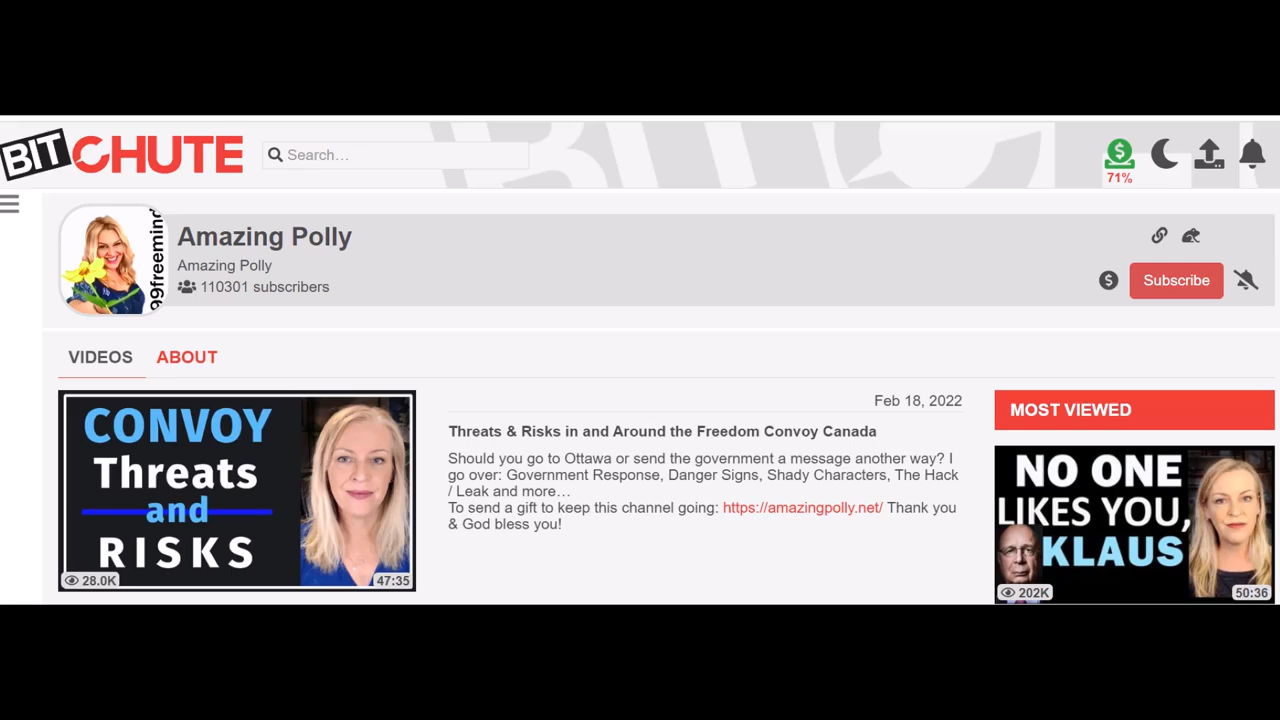 BITCHUTE
Search…
71%
99freemind
Amazing Polly
Amazing Polly
110301 subscribers
Subscribe
VIDEOS ABOUT
CONVOY
Threats
and
RISKS
28.0K
47:35
Feb 18, 2022
Threats & Risks in and Around the Freedom Convoy Canada
Should you go to Ottawa or send the government a message another way? I
go over: Government Response, Danger Signs, Shady Characters, The Hack
/ Leak and more…
To send a gift to keep this channel going: https://amazingpolly.net/ Thank you
& God bless you!
MOST VIEWED
NO ONE
LIKES YOU,
KLAUS
202K
50:36